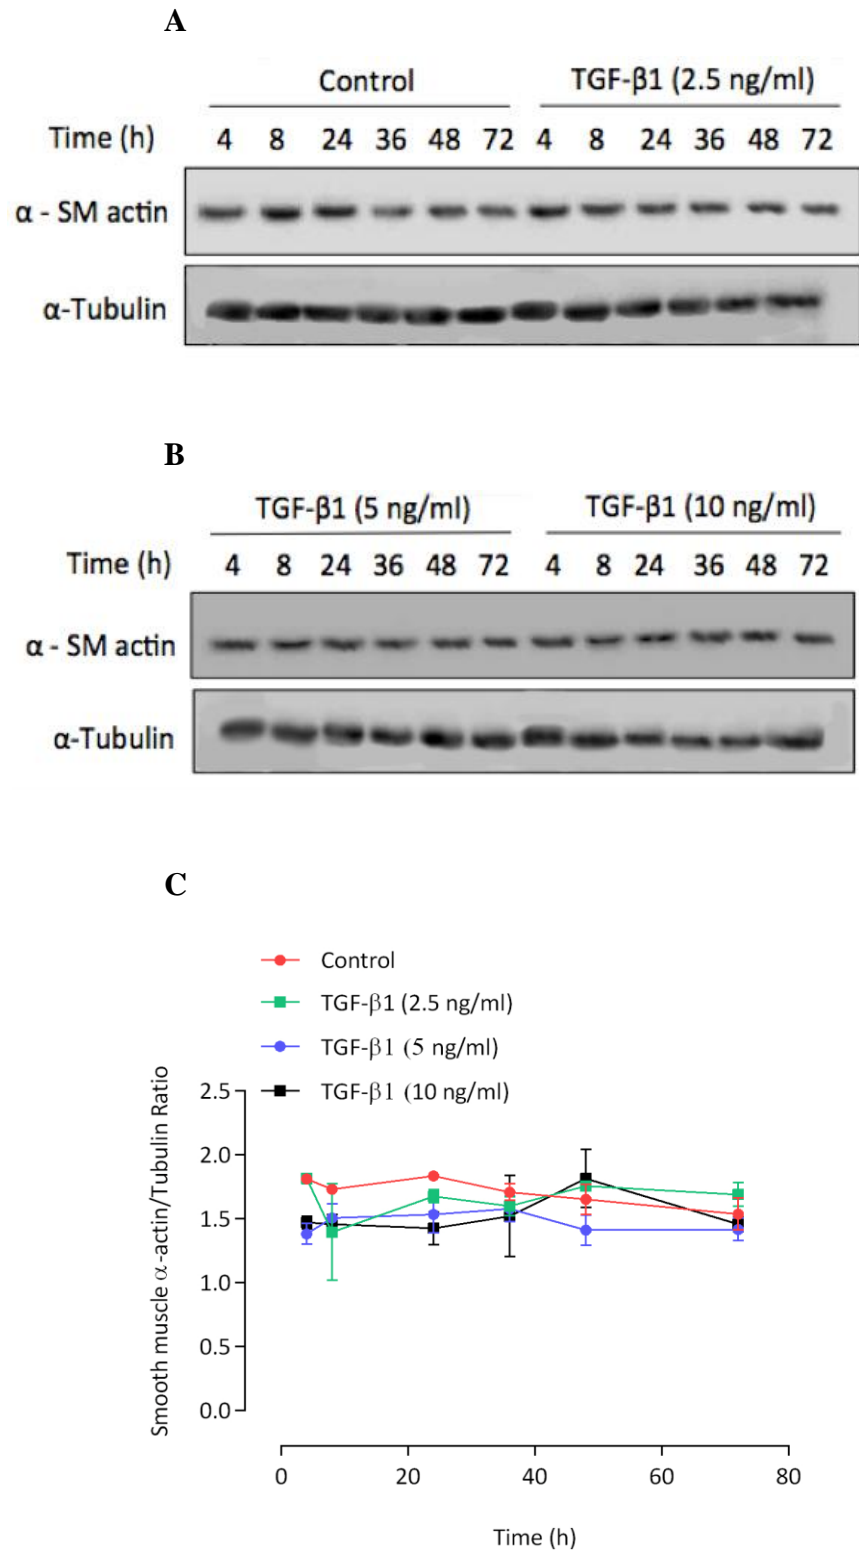 A
Control TGF-β1 (2.5 ng/ml)
Time (h) 4 8 24 36 48 72 4 8 24 36 48 72
α - SM actin
α-Tubulin
B
TGF-β1 (5 ng/ml) TGF-β1 (10 ng/ml)
Time (h) 4 8 24 36 48 72 4 8 24 36 48 72
α - SM actin
α-Tubulin
C
Control
TGF-β1 (2.5 ng/ml)
TGF-β1 (5 ng/ml)
TGF-β1 (10 ng/ml)
Smooth muscle α-actin/Tubulin Ratio
2.5
2.0
1.5
1.0
0.5
0.0
0 20 40 60 80
Time (h)